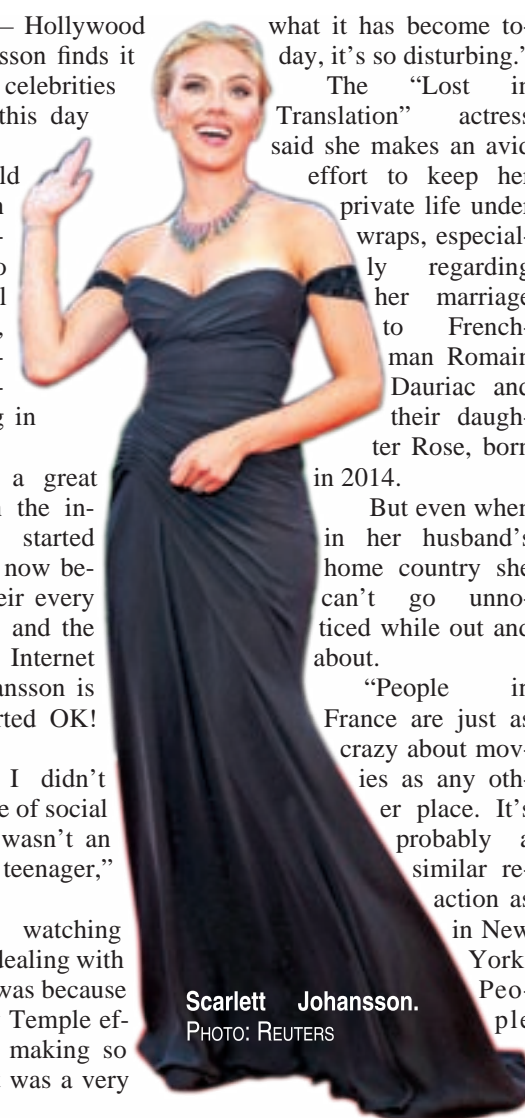 — Hollywood
sson finds it
celebrities
this day
ld
-
o
l
,
-
-
g in
a great
the in-
started
now be-
eir every
and the
Internet
ansson is
rted OK!
I didn't
e of social
wasn't an
teenager,”
watching
dealing with
was because
Temple ef-
making so
was a very
what it has become to-
day, it's so disturbing.”
The “Lost in
Translation” actress
said she makes an avid
effort to keep her
private life under
wraps, especial-
ly regarding
her marriage
to French-
man Romain
Dauriac and
their daugh-
ter Rose, born
in 2014.
But even when
in her husband's
home country she
can't go unno-
ticed while out and
about.
“People in
France are just as
crazy about mov-
ies as any oth-
er place. It's
probably a
similar re-
action as
in New
York
Peo-
ple
Scarlett Johansson.
PHOTO: REUTERS